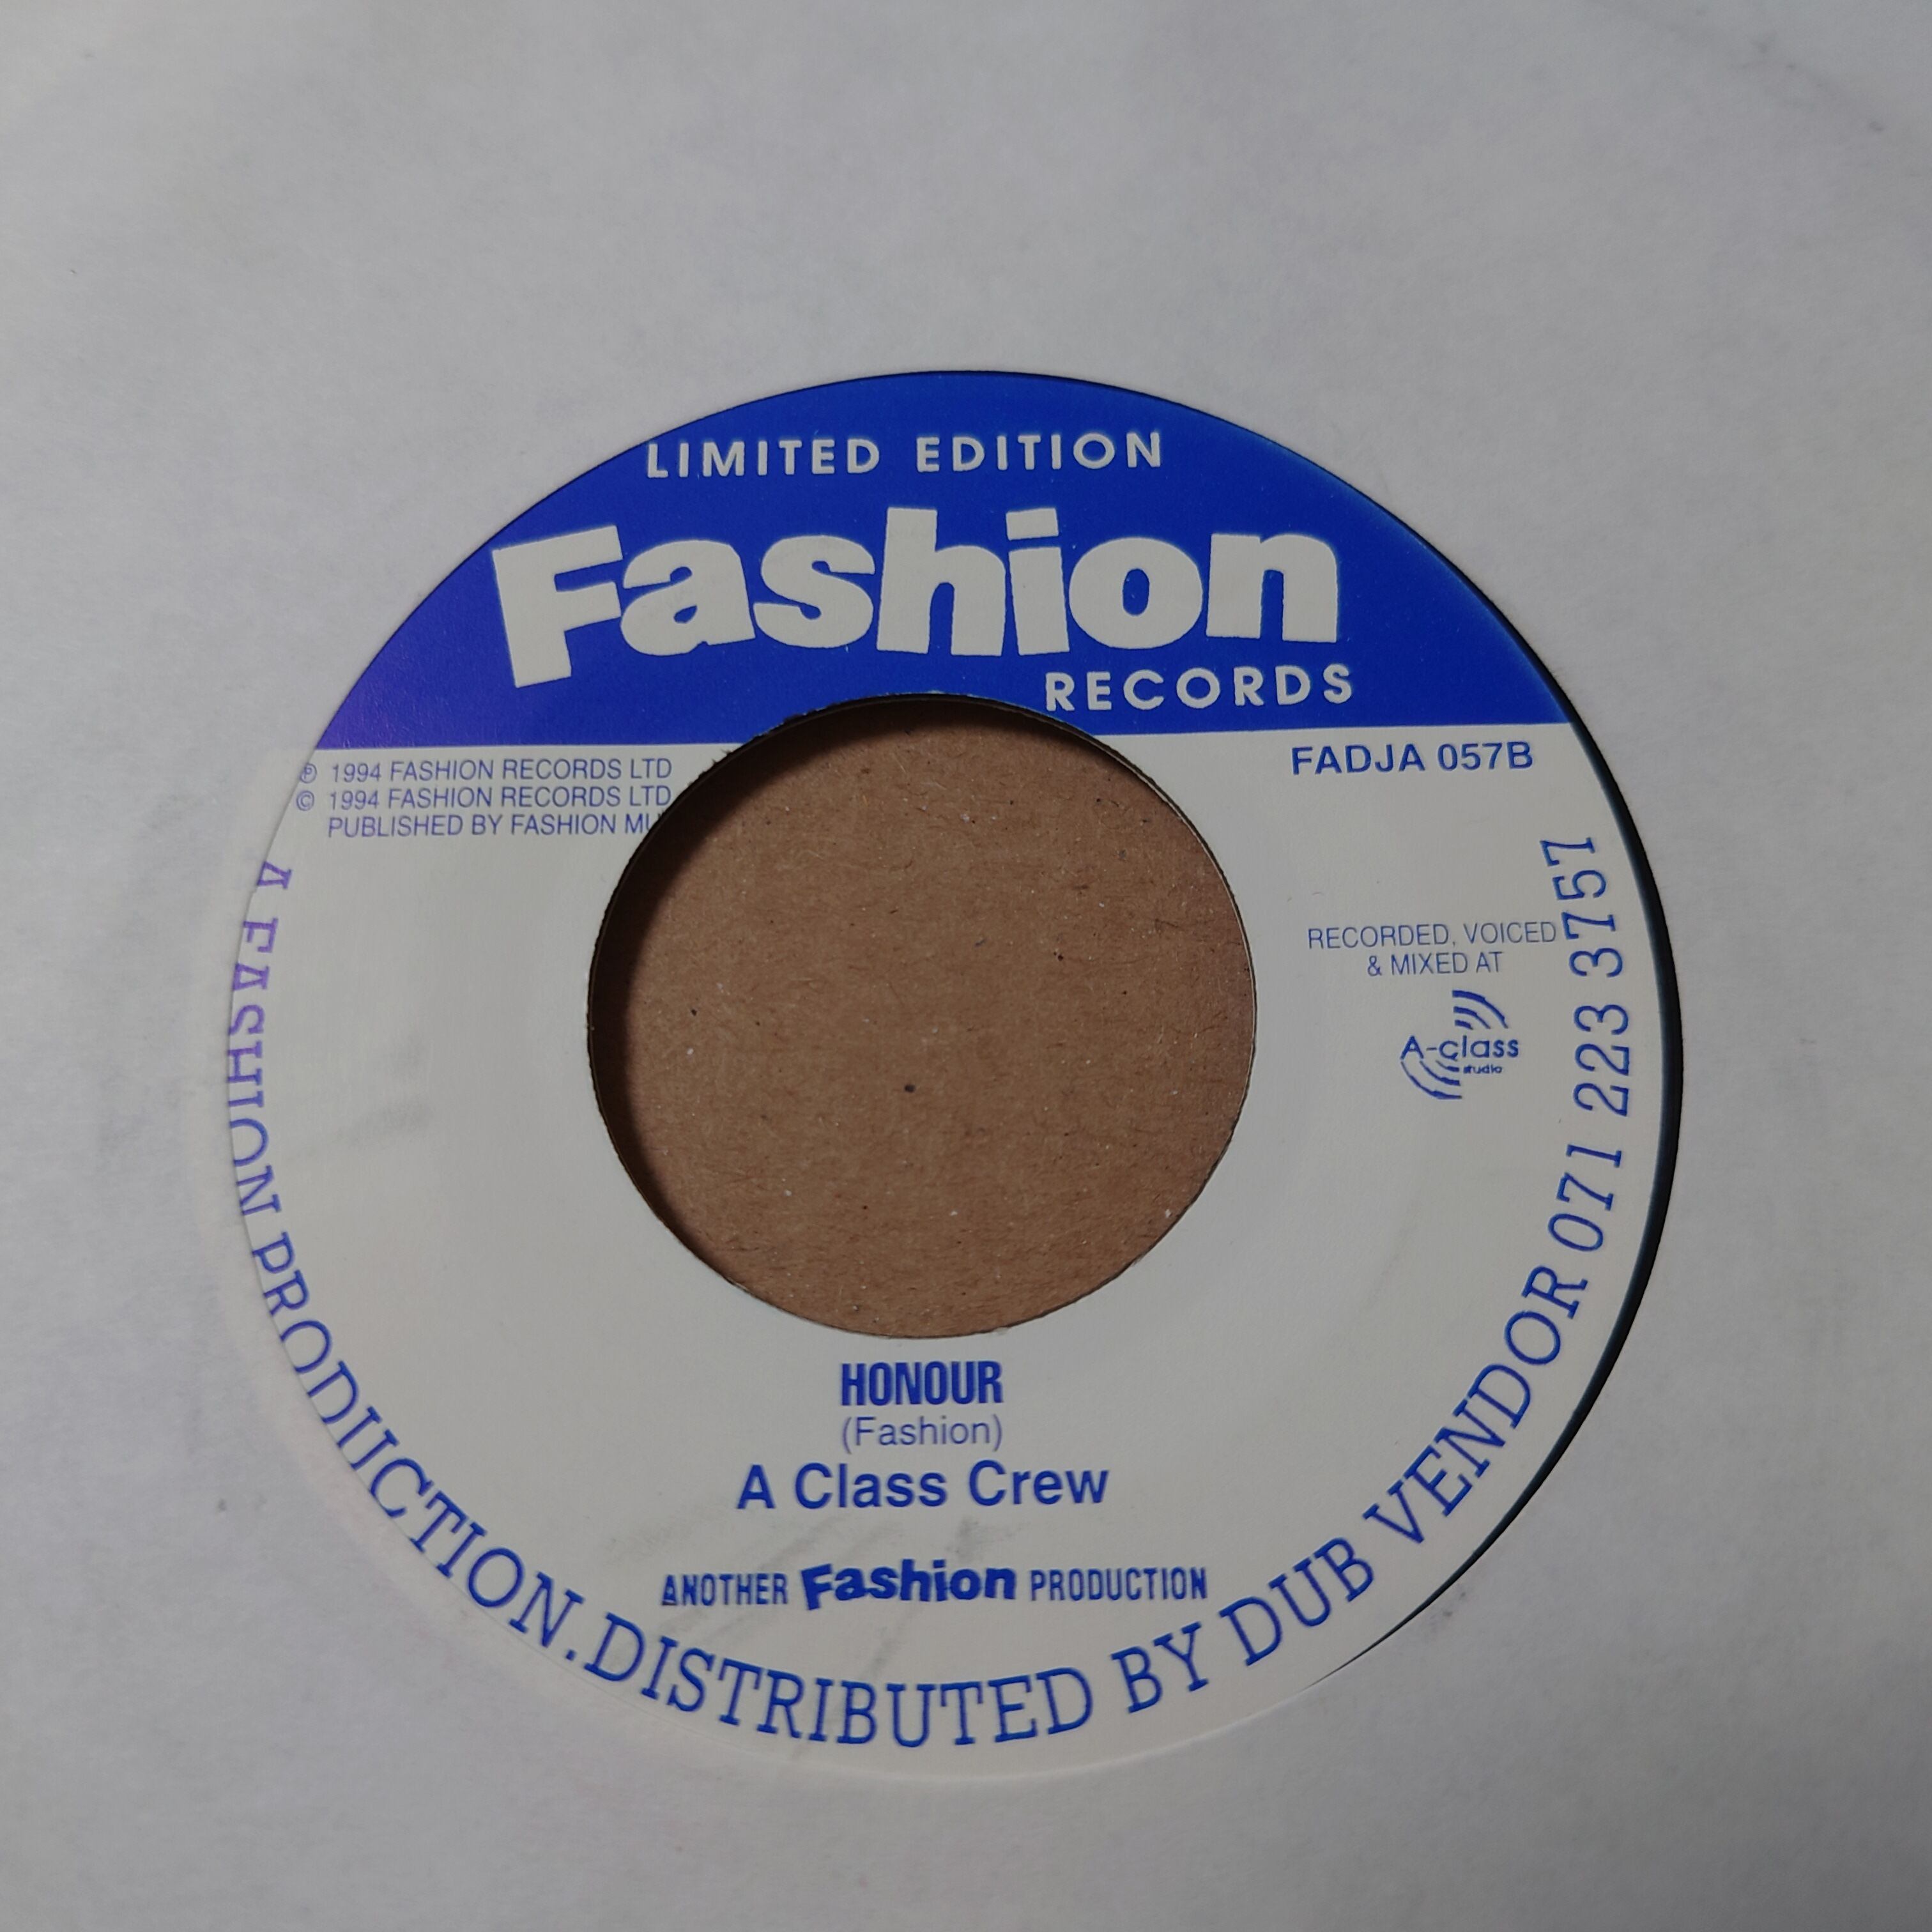 LIMITED EDITION
Fashion
RECORDS
℗ 1994 FASHION RECORDS LTD
© 1994 FASHION RECORDS LTD
PUBLISHED BY FASHION MU
FADJA 057B
RECORDED, VOICED
& MIXED AT
A-class
studio
HONOUR
(Fashion)
A Class Crew
ANOTHER Fashion PRODUCTION
A FASHION PRODUCTION. DISTRIBUTED BY DUB VENDOR 071 223 3757